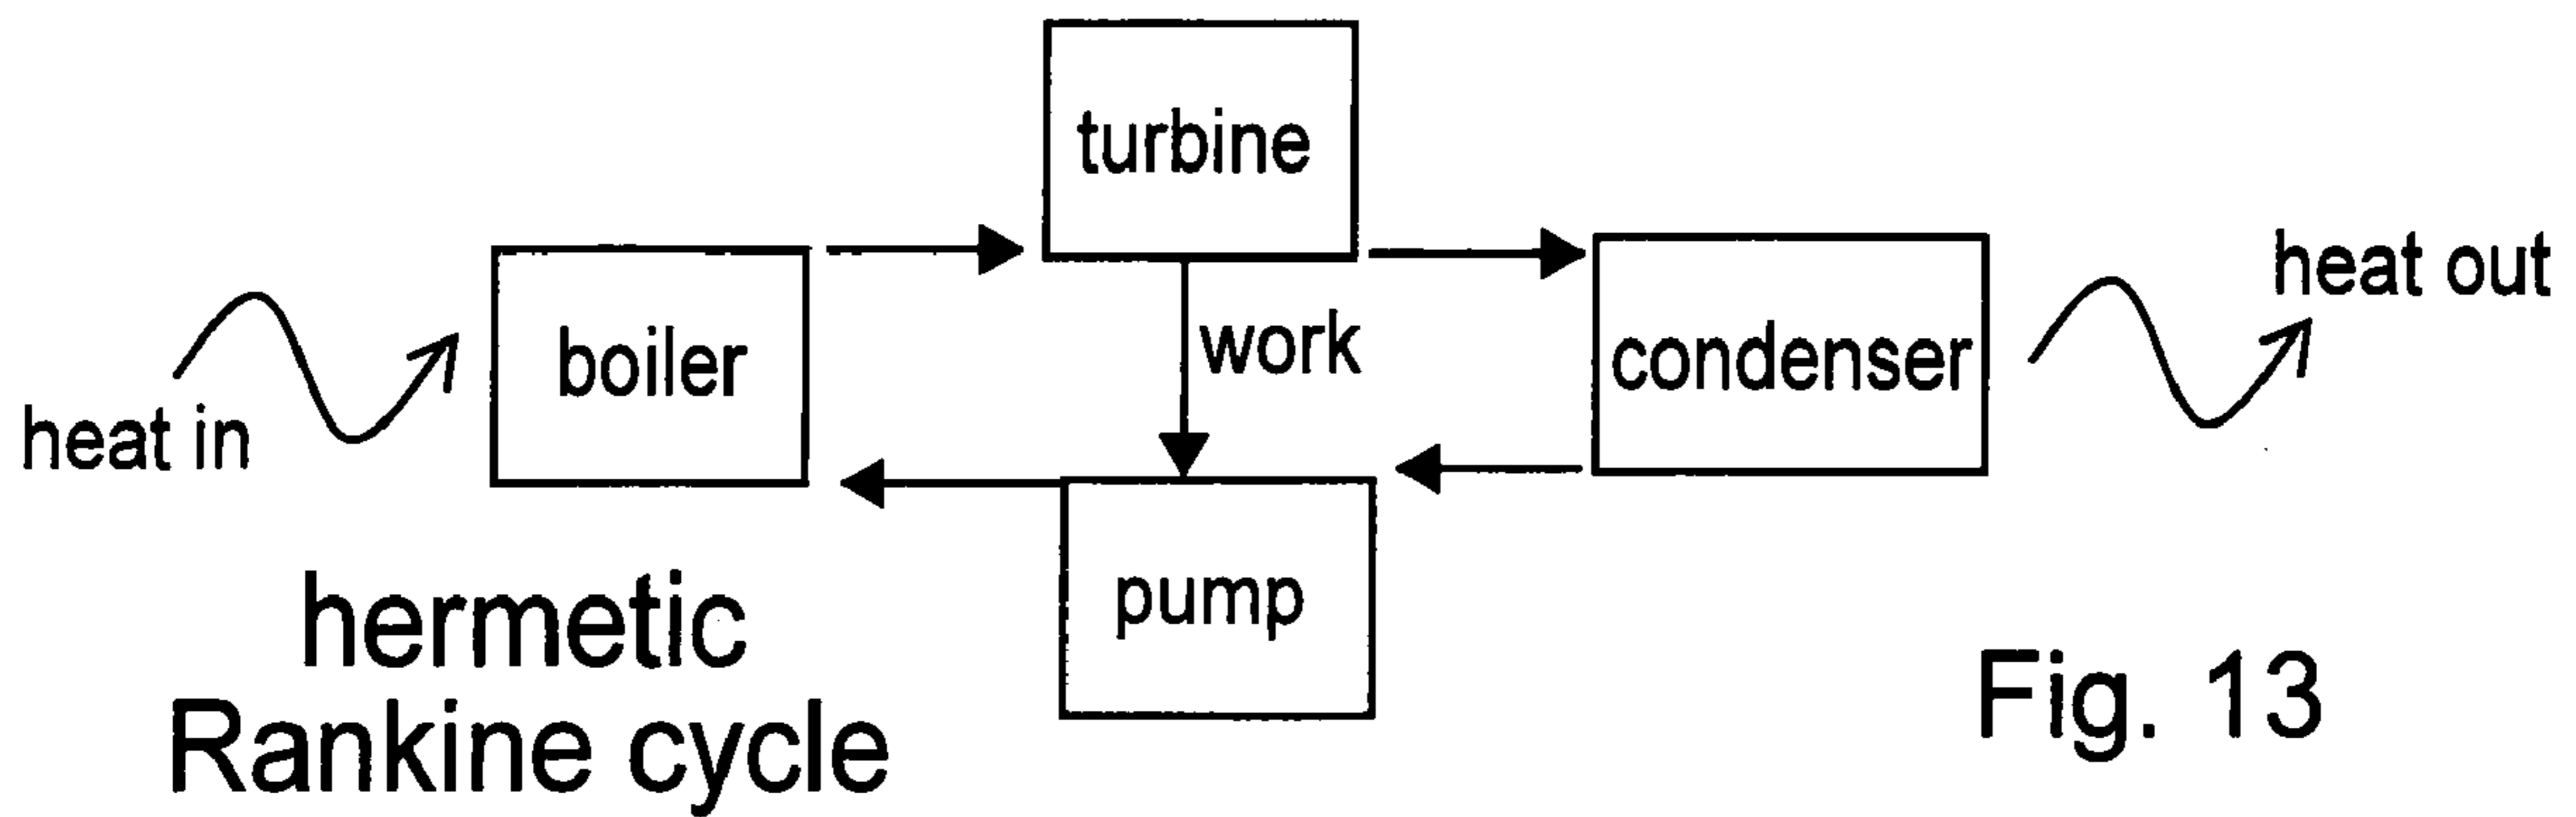 turbine
heat out
work
boiler
condenser
heat in
pump
hermetic
Rankine cycle
Fig. 13